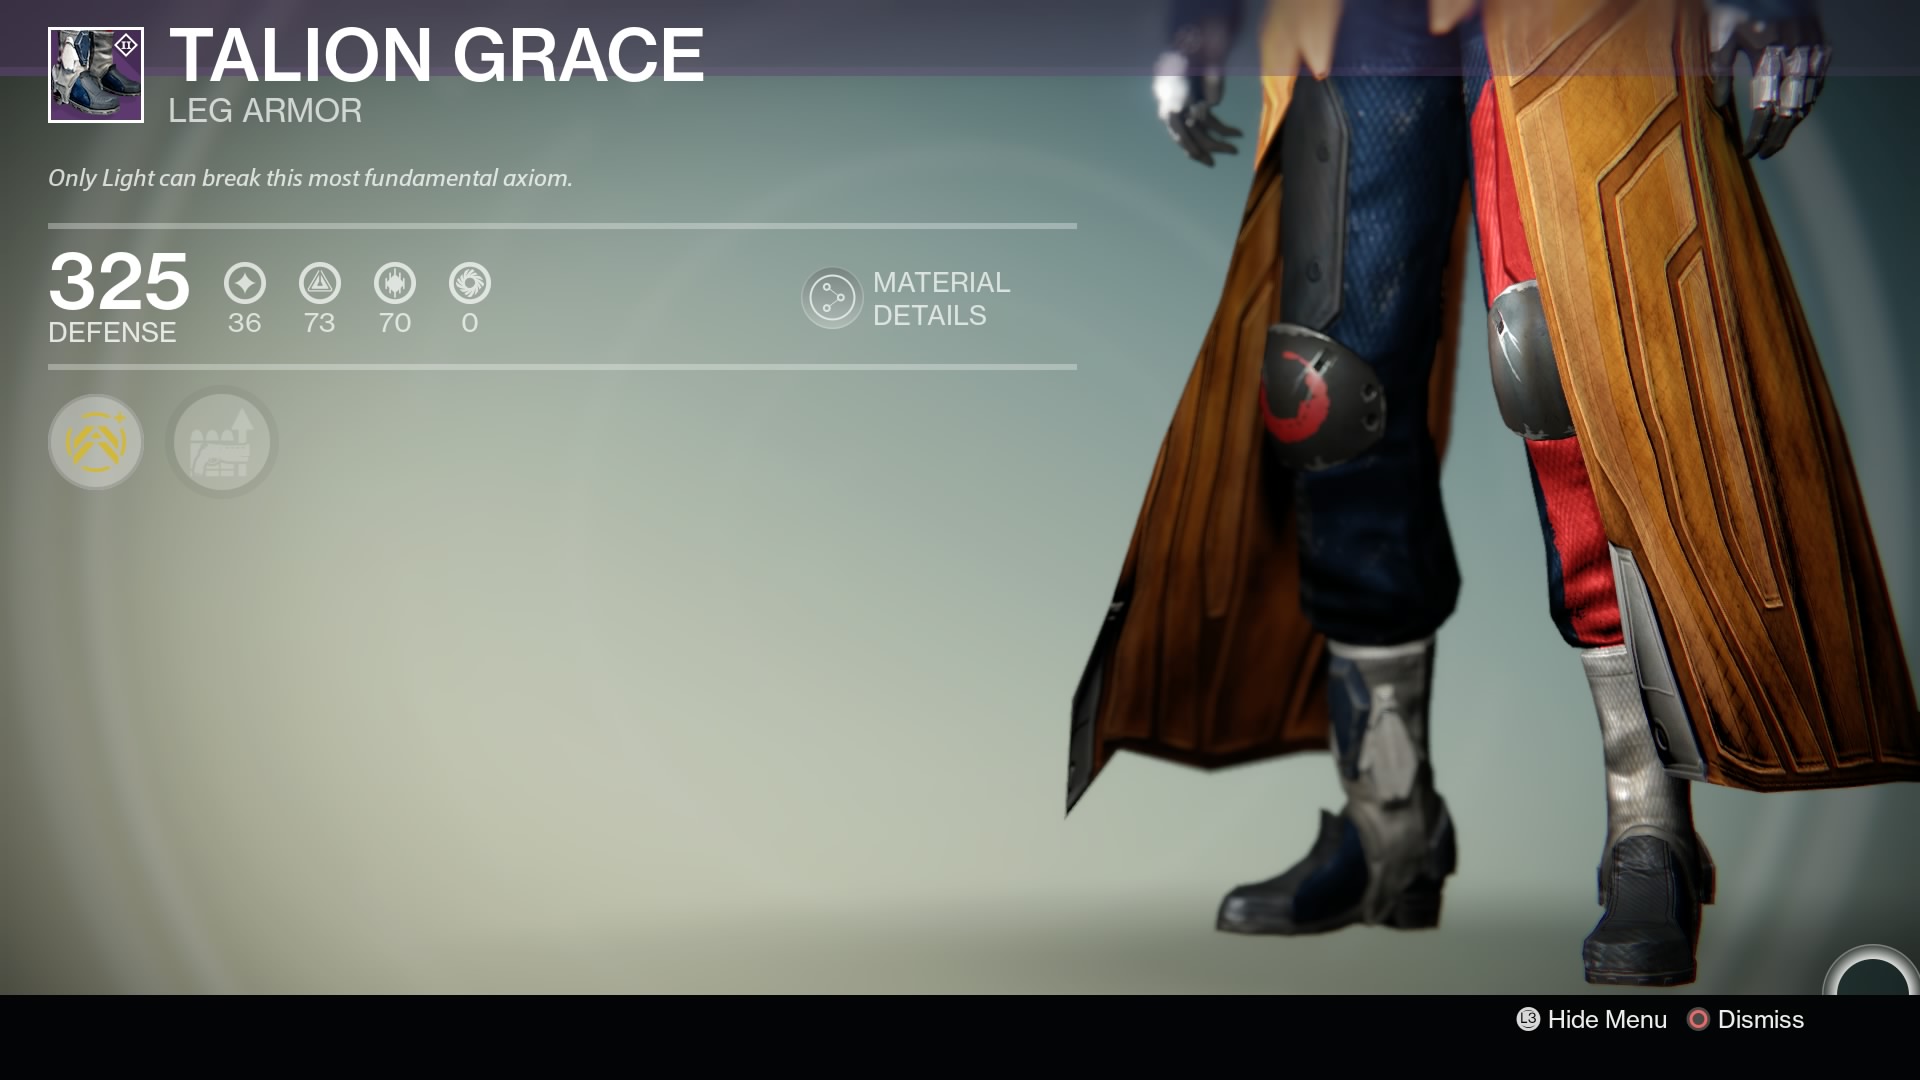 TALION GRACE
LEG ARMOR
Only Light can break this most fundamental axiom.
325
DEFENSE
36 73 70 0
MATERIAL
DETAILS
II
L3 Hide Menu Dismiss